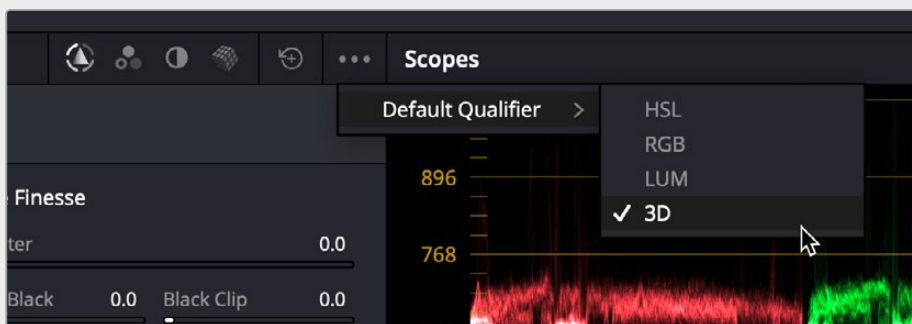 Scopes
Default Qualifier >
HSL
RGB
LUM
✓ 3D
896
768
Finesse
ter 0.0
Black 0.0 Black Clip 0.0